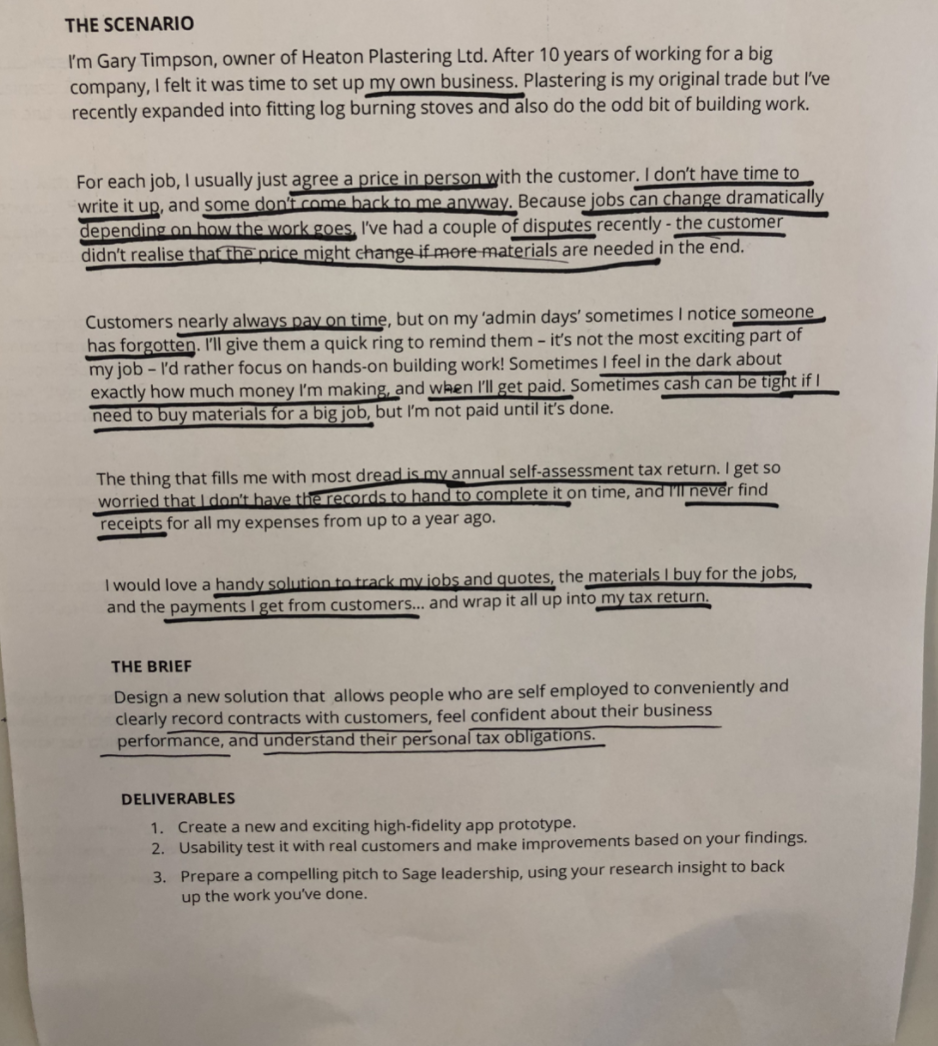 THE SCENARIO
I'm Gary Timpson, owner of Heaton Plastering Ltd. After 10 years of working for a big
company, I felt it was time to set up my own business. Plastering is my original trade but I've
recently expanded into fitting log burning stoves and also do the odd bit of building work.
For each job, I usually just agree a price in person with the customer. I don't have time to
write it up, and some don't come back to me anyway. Because jobs can change dramatically
depending on how the work goes, I've had a couple of disputes recently - the customer
didn't realise that the price might change if more materials are needed in the end.
Customers nearly always pay on time, but on my 'admin days' sometimes I notice someone
has forgotten. I'll give them a quick ring to remind them – it's not the most exciting part of
my job – I'd rather focus on hands-on building work! Sometimes I feel in the dark about
exactly how much money I'm making, and when I'll get paid. Sometimes cash can be tight if I
need to buy materials for a big job, but I'm not paid until it's done.
The thing that fills me with most dread is my annual self-assessment tax return. I get so
worried that I don't have the records to hand to complete it on time, and I'll never find
receipts for all my expenses from up to a year ago.
I would love a handy solution to track my jobs and quotes, the materials I buy for the jobs,
and the payments I get from customers... and wrap it all up into my tax return.
THE BRIEF
Design a new solution that allows people who are self employed to conveniently and
clearly record contracts with customers, feel confident about their business
performance, and understand their personal tax obligations.
DELIVERABLES
1. Create a new and exciting high-fidelity app prototype.
2. Usability test it with real customers and make improvements based on your findings.
3. Prepare a compelling pitch to Sage leadership, using your research insight to back
up the work you've done.